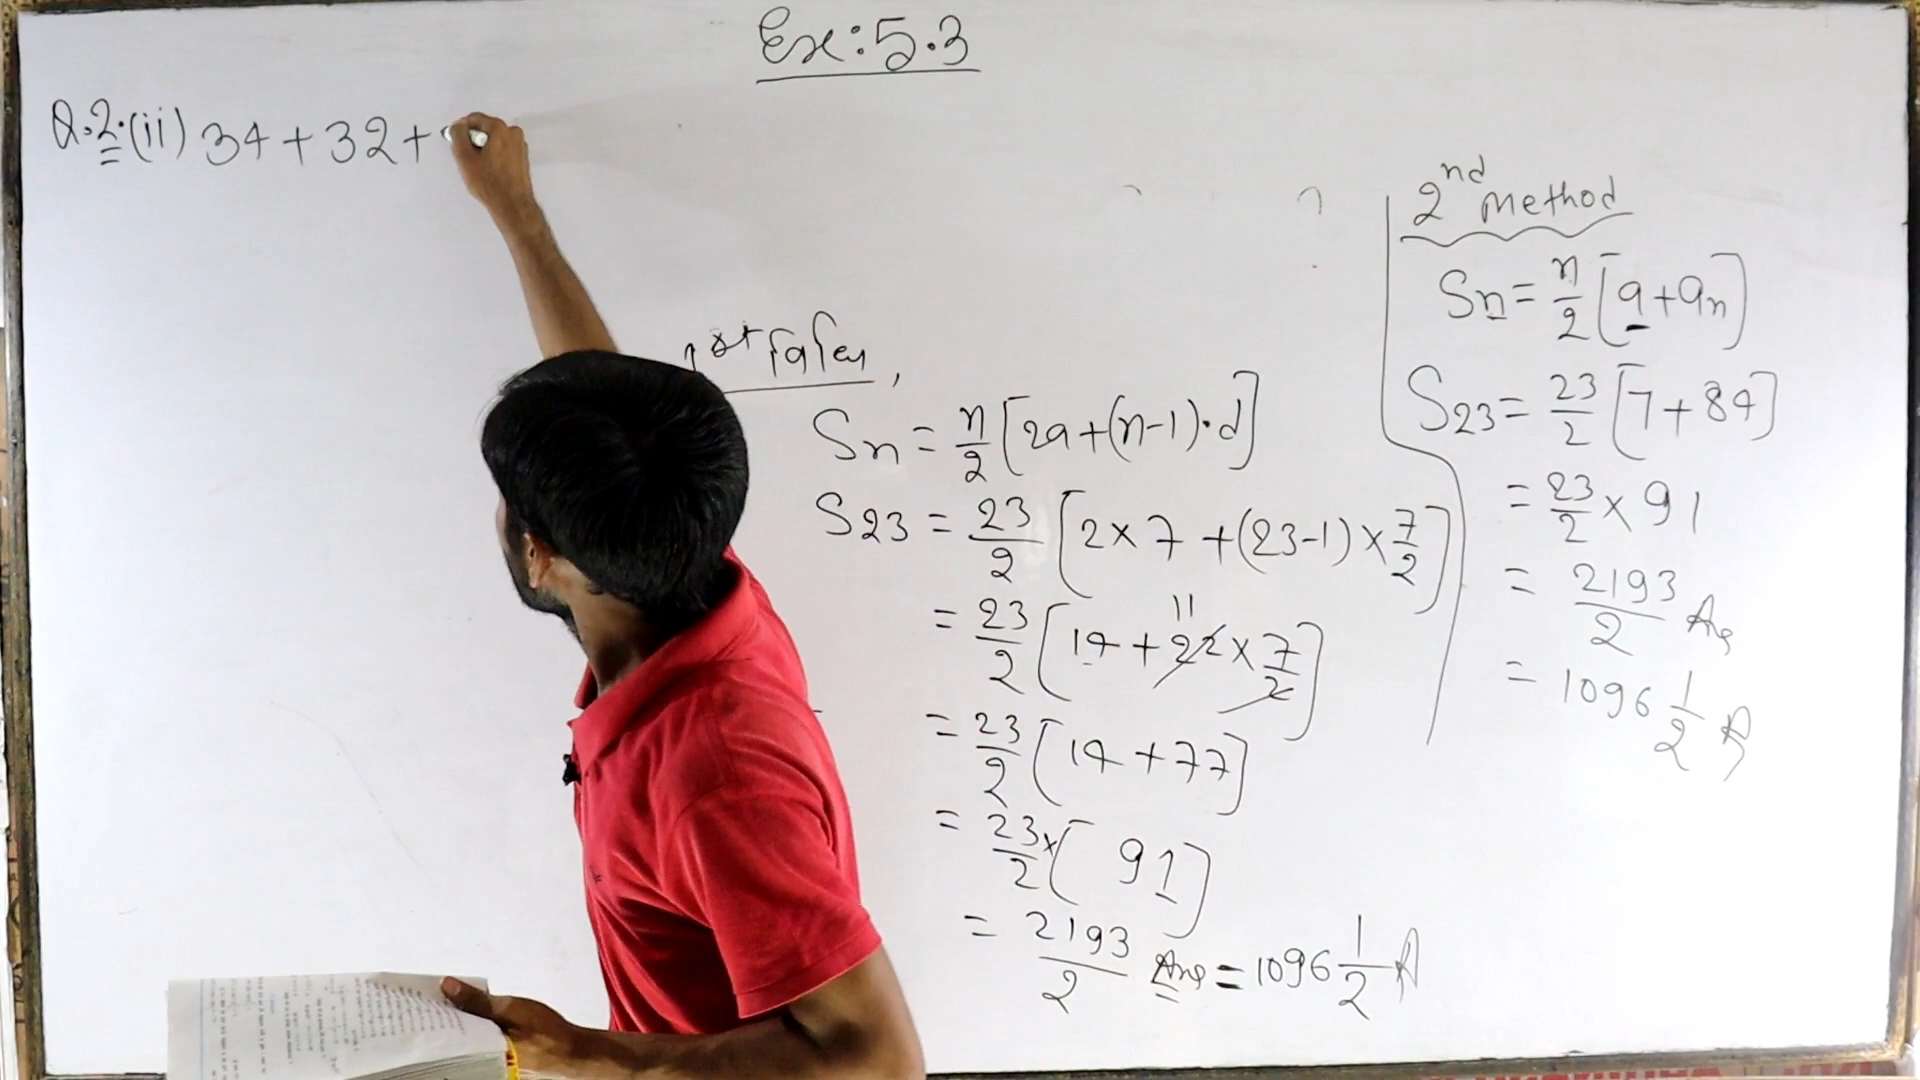 Ex:5.3
Q.2.(ii) 34+32+
Sn = n/2 [2a+(n-1)·d]
S23 = 23/2 [2×7+(23-1)×7/2]
= 23/2 [14+22×7/2]
11
= 23/2 [14+77]
= 23/2×[91]
= 2193/2 Ans = 1096 1/2 A
2nd Method
Sn = n/2 [a+an]
S23 = 23/2 [7+84]
= 23/2 × 91
= 2193/2 Ans
= 1096 1/2 A